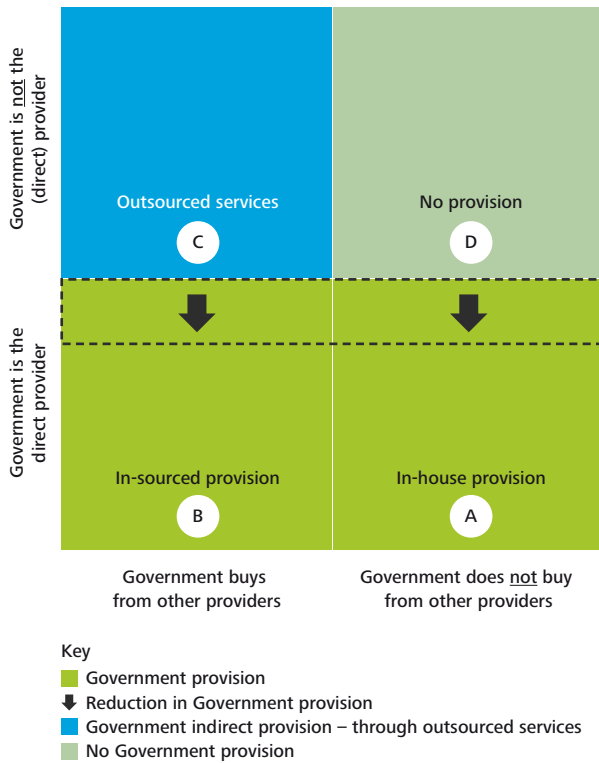 Government is not the
(direct) provider
Outsourced services
C
No provision
D
Government is the
direct provider
In-sourced provision
B
In-house provision
A
Government buys
from other providers
Government does not buy
from other providers
Key
Government provision
Reduction in Government provision
Government indirect provision – through outsourced services
No Government provision